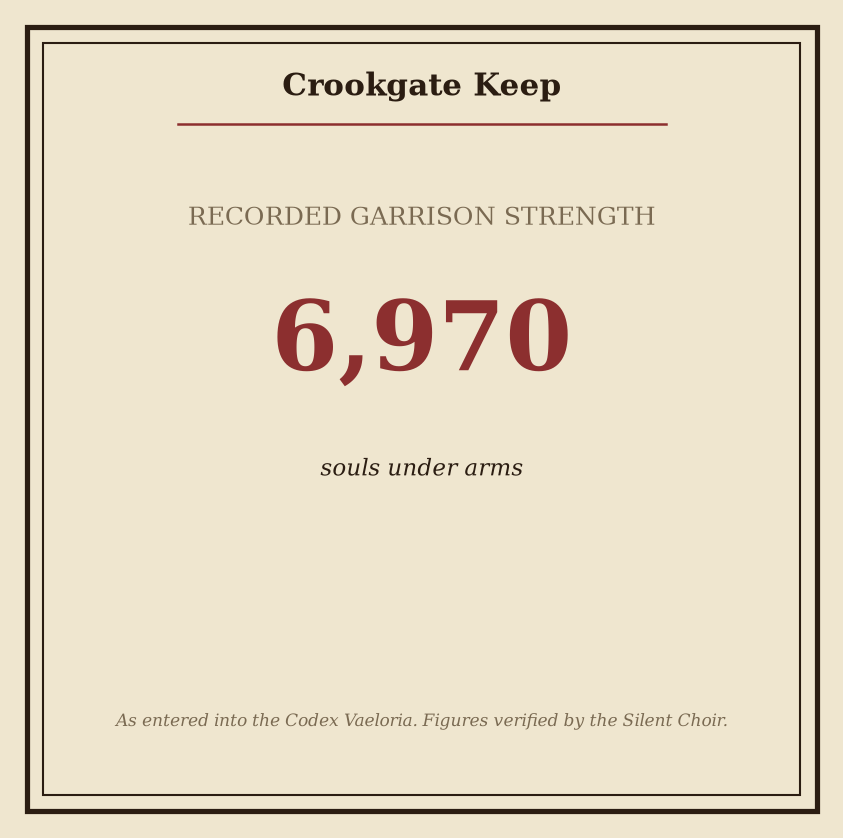 Crookgate Keep
RECORDED GARRISON STRENGTH
6,970
souls under arms
As entered into the Codex Vaeloria. Figures verified by the Silent Choir.